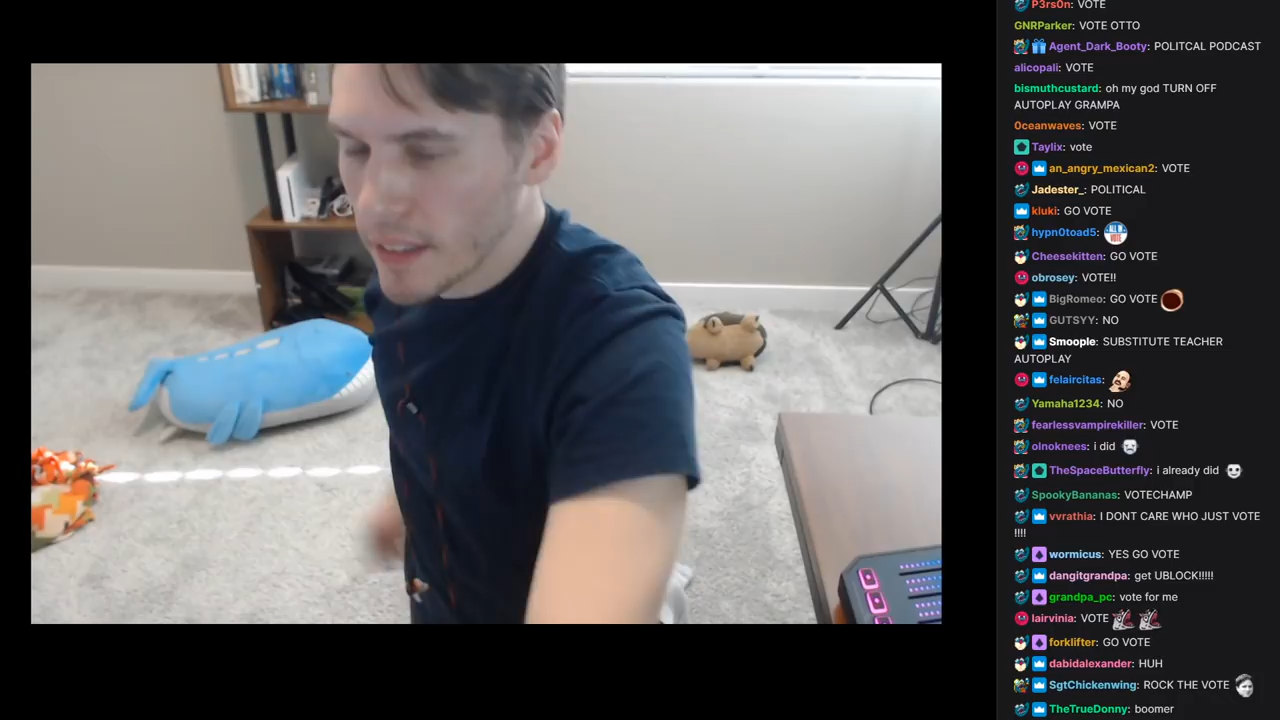 P3rs0n: VOTE
GNRParker: VOTE OTTO
Agent_Dark_Booty: POLITCAL PODCAST
alicopali: VOTE
bismuthcustard: oh my god TURN OFF
AUTOPLAY GRAMPA
0ceanwaves: VOTE
Taylix: vote
an_angry_mexican2: VOTE
Jadester_: POLITICAL
kluki: GO VOTE
hypn0toad5:
VOTE
Cheesekitten: GO VOTE
obrosey: VOTE!!
BigRomeo: GO VOTE
GUTSYY: NO
Smoople: SUBSTITUTE TEACHER
AUTOPLAY
felaircitas:
Yamaha1234: NO
fearlessvampirekiller: VOTE
olnoknees: i did
TheSpaceButterfly: i already did
SpookyBananas: VOTECHAMP
vvrathia: I DONT CARE WHO JUST VOTE
!!!!
wormicus: YES GO VOTE
dangitgrandpa: get UBLOCK!!!!!
grandpa_pc: vote for me
lairvinia: VOTE
forklifter: GO VOTE
dabidalexander: HUH
SgtChickenwing: ROCK THE VOTE
TheTrueDonny: boomer